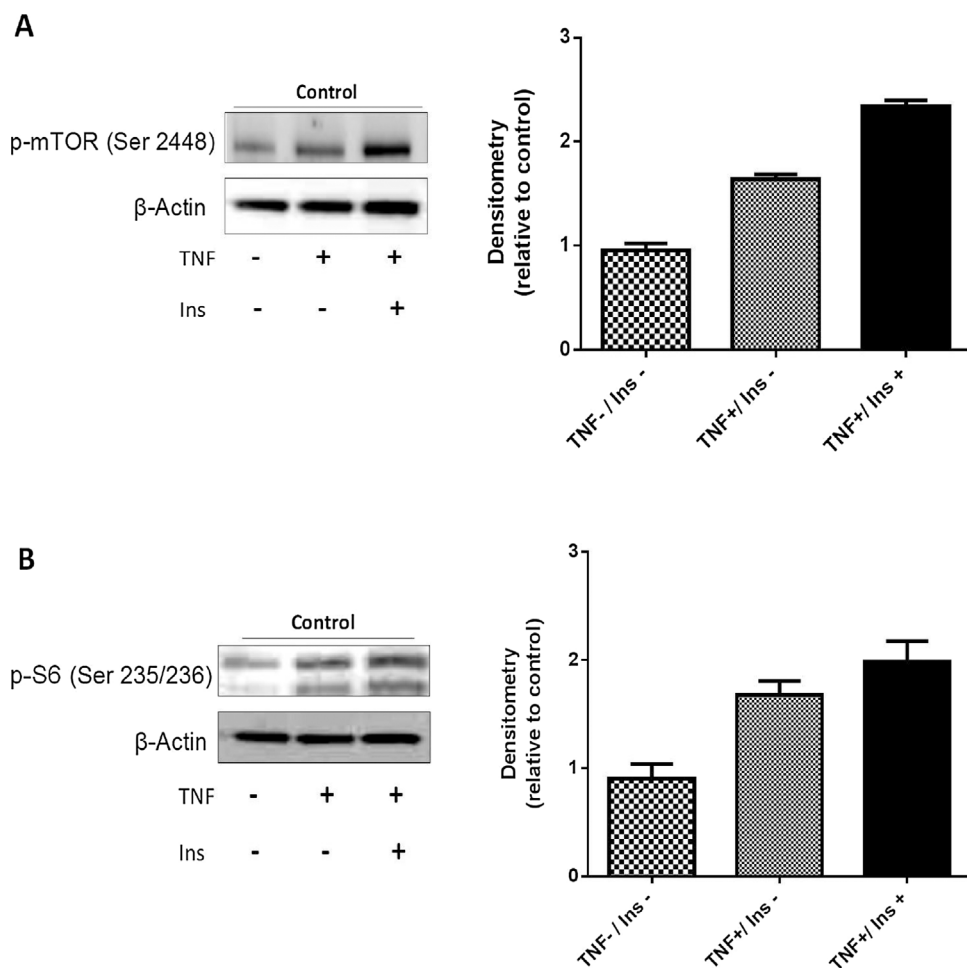 A
Control
p-mTOR (Ser 2448)
β-Actin
TNF - + +
Ins - - +
Densitometry
(relative to control)
3
2
1
0
TNF- / Ins -
TNF+/ Ins -
TNF+/ Ins +
B
Control
p-S6 (Ser 235/236)
β-Actin
TNF - + +
Ins - - +
Densitometry
(relative to control)
3
2
1
0
TNF- / Ins -
TNF+/ Ins -
TNF+/ Ins +